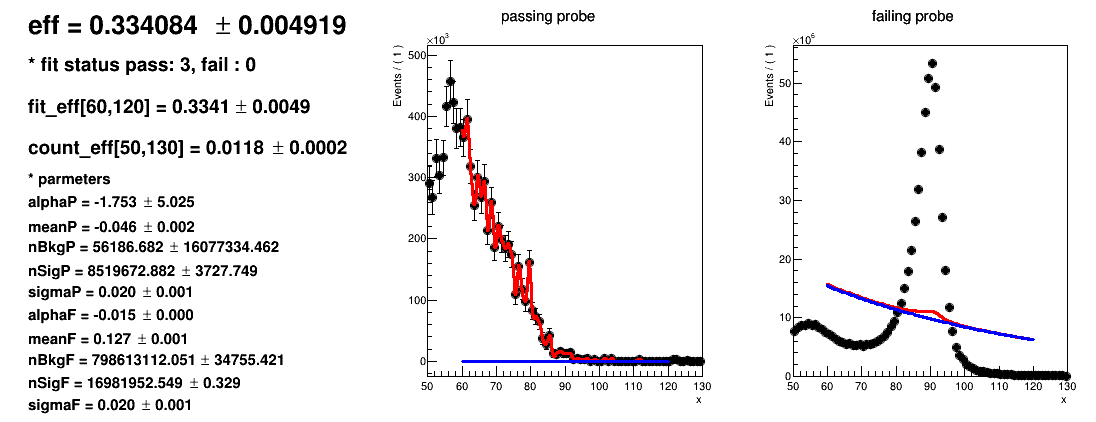 eff = 0.334084 ± 0.004919
* fit status pass: 3, fail : 0
fit_eff[60,120] = 0.3341 ± 0.0049
count_eff[50,130] = 0.0118 ± 0.0002
* parmeters
alphaP = -1.753 ± 5.025
meanP = -0.046 ± 0.002
nBkgP = 56186.682 ± 16077334.462
nSigP = 8519672.882 ± 3727.749
sigmaP = 0.020 ± 0.001
alphaF = -0.015 ± 0.000
meanF = 0.127 ± 0.001
nBkgF = 798613112.051 ± 34755.421
nSigF = 16981952.549 ± 0.329
sigmaF = 0.020 ± 0.001
passing probe
×10³
Events / ( 1 )
500
400
300
200
100
0
50 60 70 80 90 100 110 120 130
x
failing probe
×10⁶
Events / ( 1 )
50
40
30
20
10
0
50 60 70 80 90 100 110 120 130
x